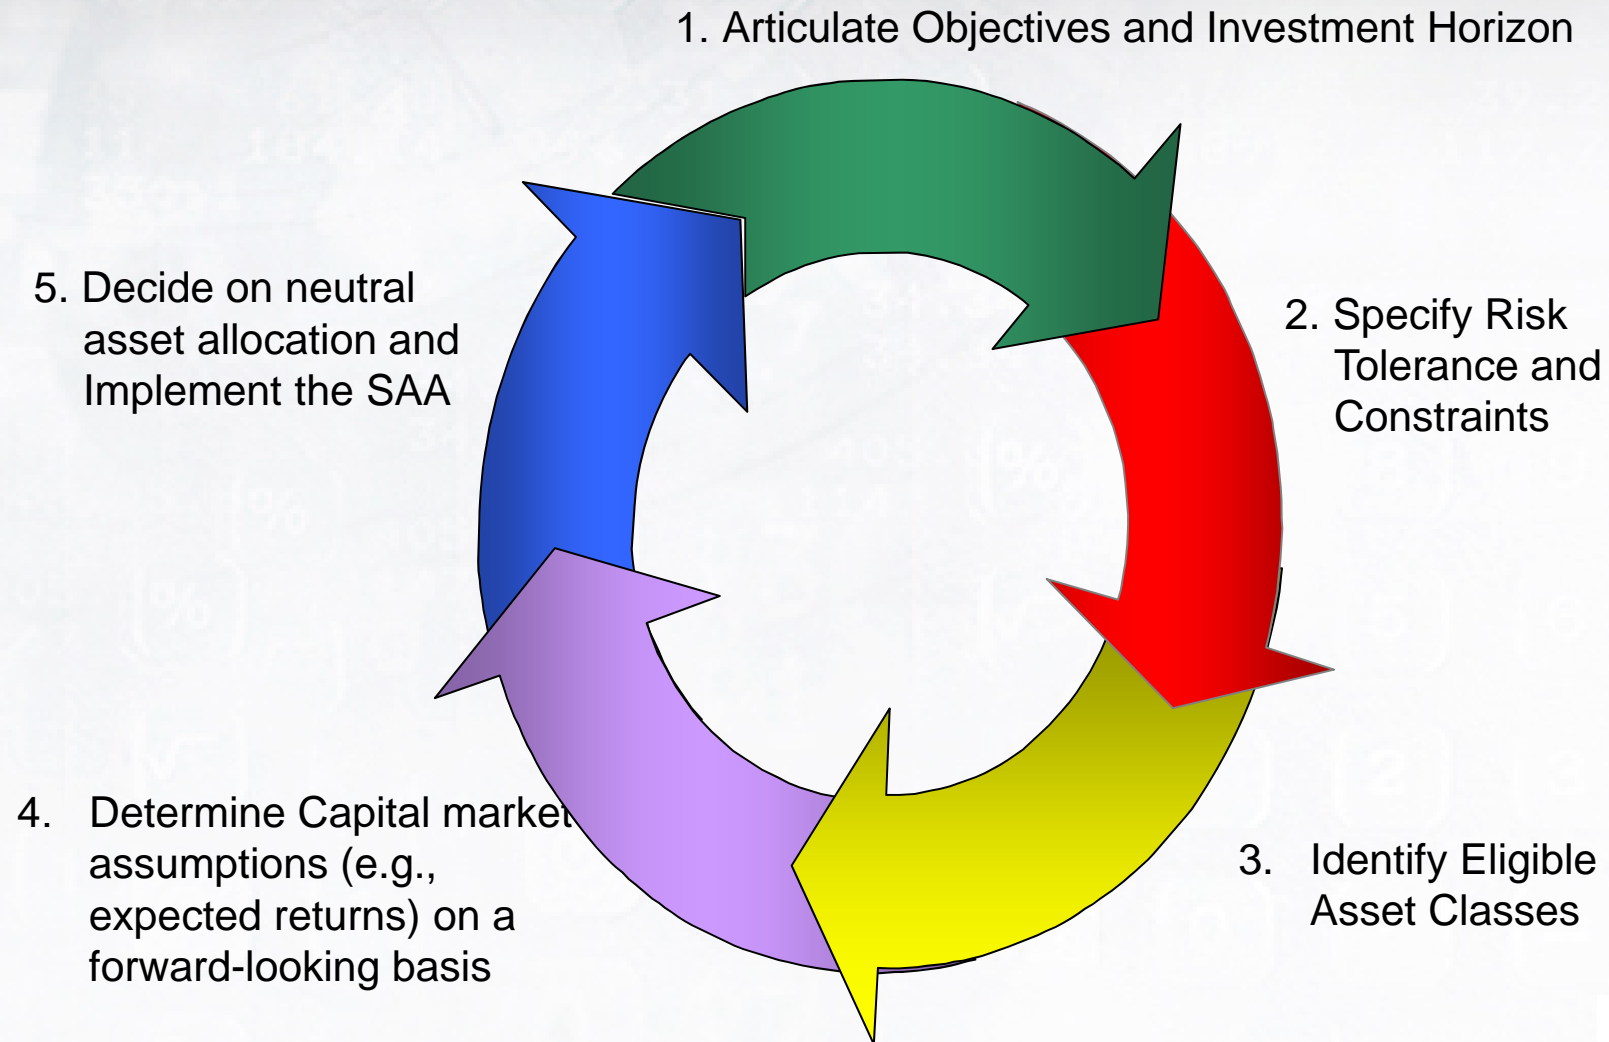 1. Articulate Objectives and Investment Horizon
2. Specify Risk
Tolerance and
Constraints
3. Identify Eligible
Asset Classes
4. Determine Capital market
assumptions (e.g.,
expected returns) on a
forward-looking basis
5. Decide on neutral
asset allocation and
Implement the SAA